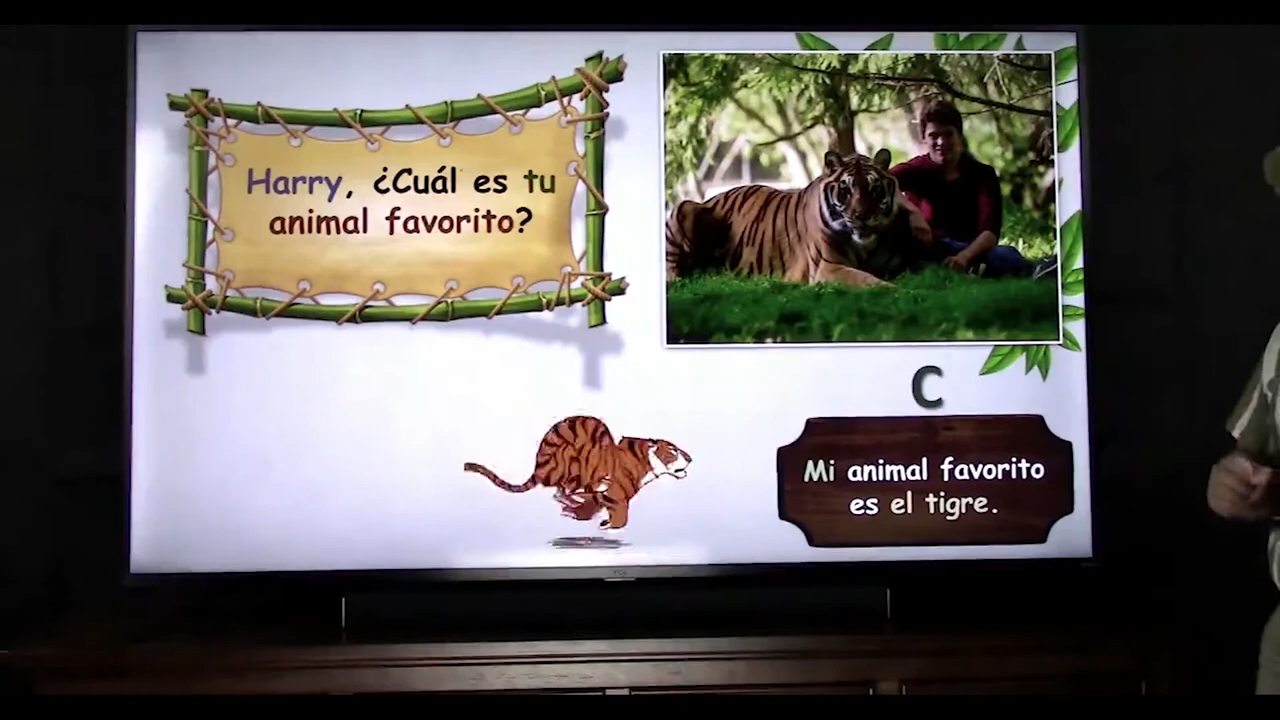 Harry, ¿Cuál es tu
animal favorito?
C
Mi animal favorito
es el tigre.